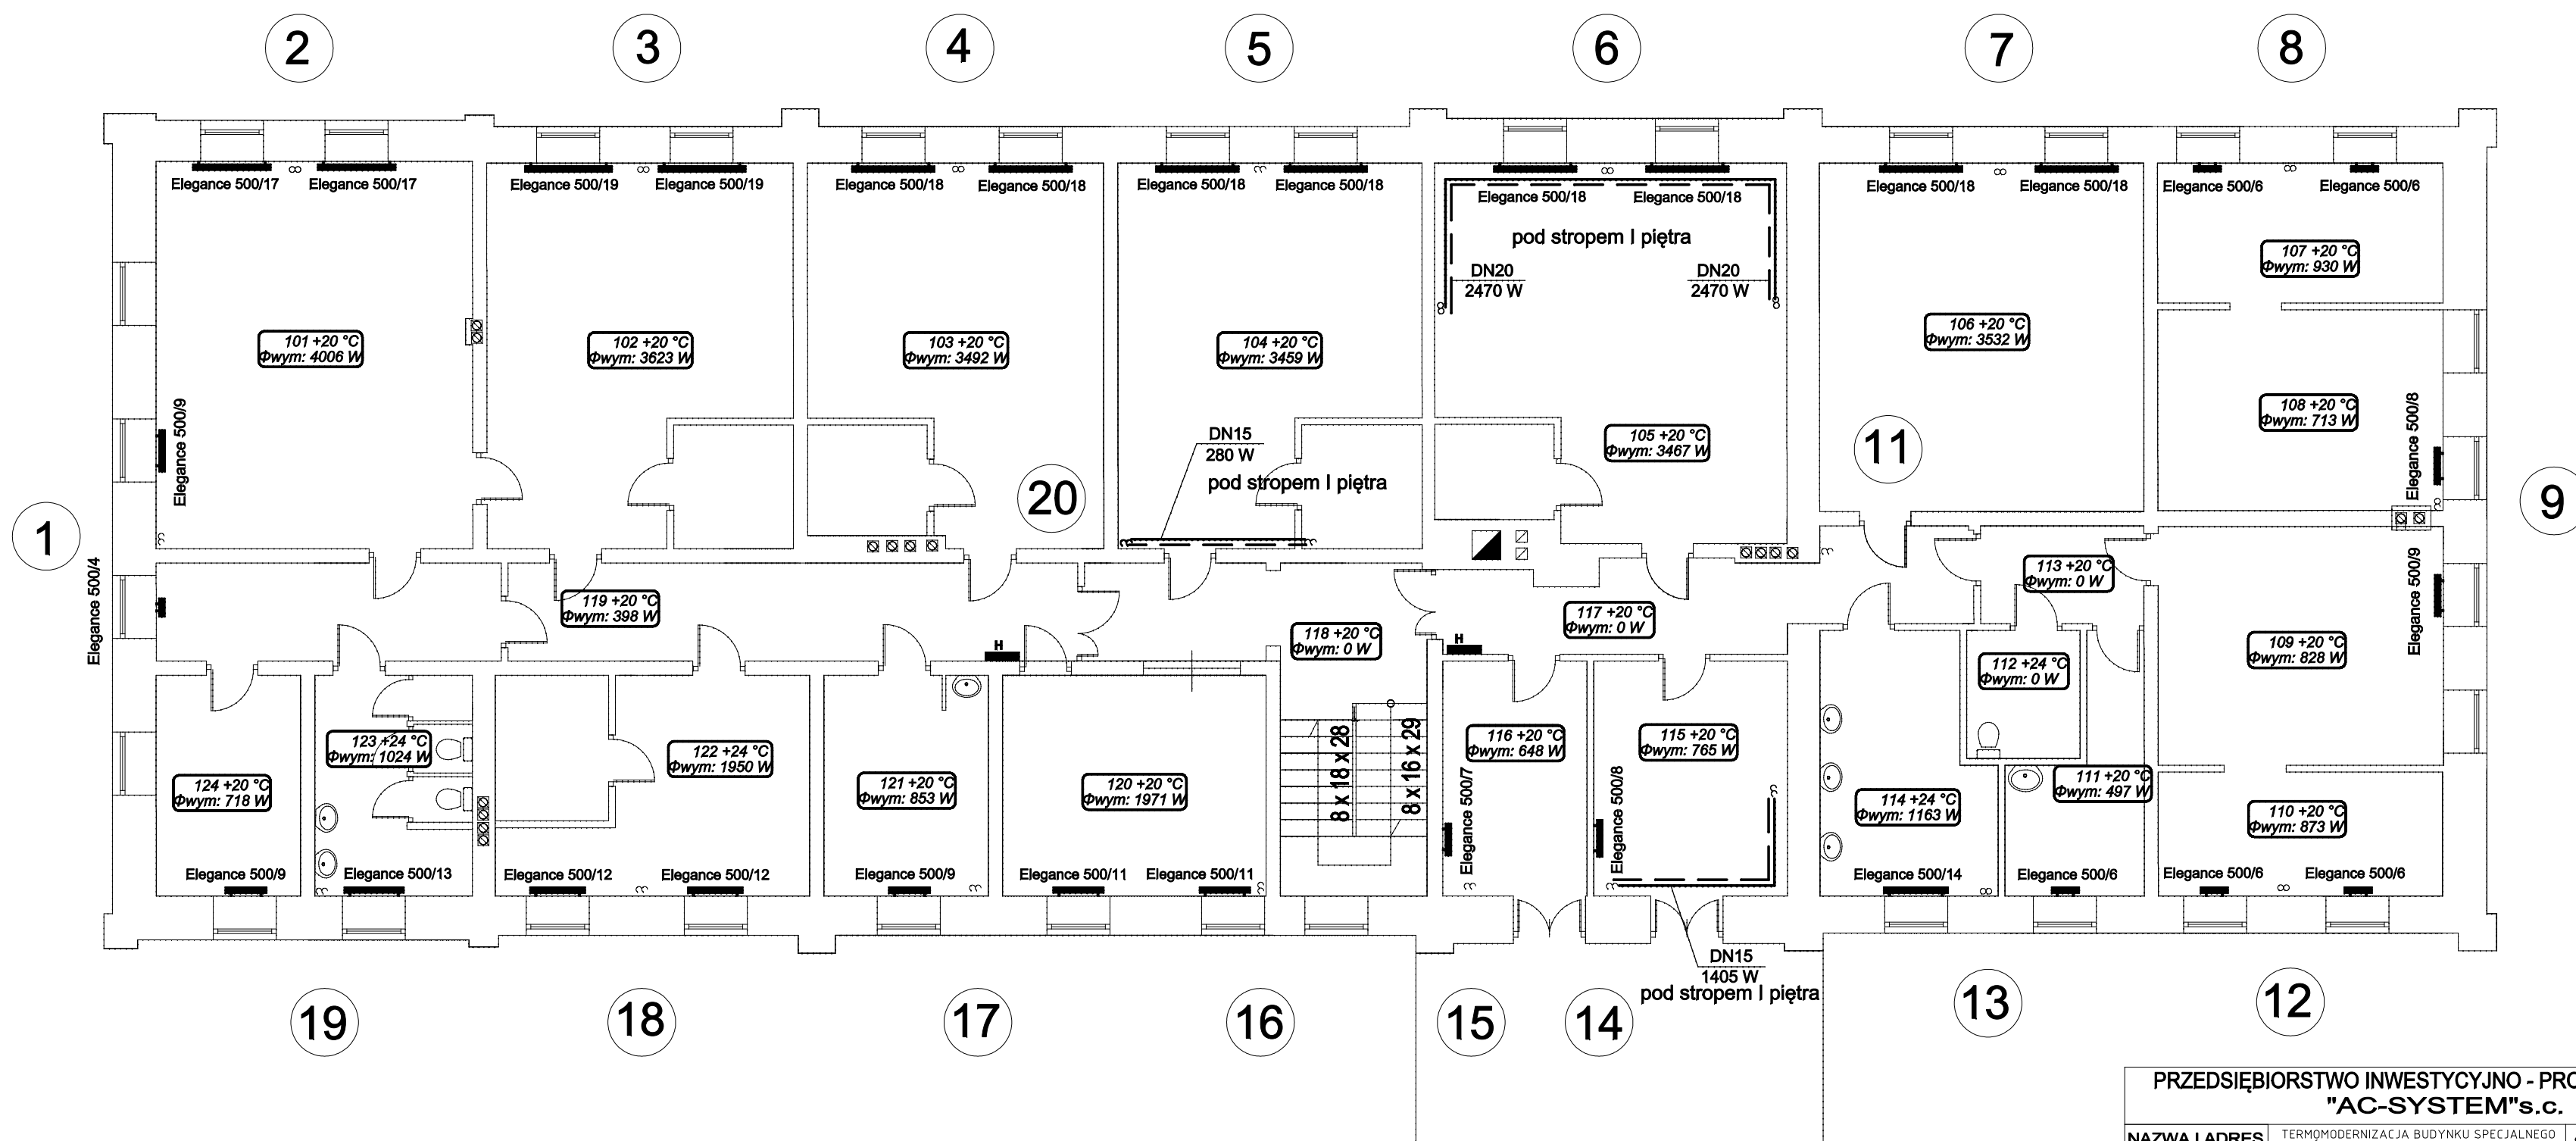 2
3
4
5
6
7
8
Elegance 500/17
Elegance 500/17
Elegance 500/19
Elegance 500/19
Elegance 500/18
Elegance 500/18
Elegance 500/18
Elegance 500/18
Elegance 500/18
Elegance 500/18
Elegance 500/18
Elegance 500/18
Elegance 500/6
Elegance 500/6
pod stropem I piętra
DN20
2470 W
DN20
2470 W
107 +20 °C
Φwym: 930 W
101 +20 °C
Φwym: 4006 W
102 +20 °C
Φwym: 3623 W
103 +20 °C
Φwym: 3492 W
104 +20 °C
Φwym: 3459 W
106 +20 °C
Φwym: 3532 W
105 +20 °C
Φwym: 3467 W
108 +20 °C
Φwym: 713 W
Elegance 500/9
Elegance 500/8
DN15
280 W
pod stropem I piętra
11
20
1
9
Elegance 500/4
119 +20 °C
Φwym: 398 W
118 +20 °C
Φwym: 0 W
117 +20 °C
Φwym: 0 W
113 +20 °C
Φwym: 0 W
Elegance 500/9
H
H
109 +20 °C
Φwym: 828 W
112 +24 °C
Φwym: 0 W
124 +20 °C
Φwym: 718 W
123 +24 °C
Φwym: 1024 W
122 +24 °C
Φwym: 1950 W
121 +20 °C
Φwym: 853 W
120 +20 °C
Φwym: 1971 W
8 x 18 x 28
8 x 16 x 29
116 +20 °C
Φwym: 648 W
115 +20 °C
Φwym: 765 W
Elegance 500/7
Elegance 500/8
114 +24 °C
Φwym: 1163 W
111 +20 °C
Φwym: 497 W
110 +20 °C
Φwym: 873 W
Elegance 500/9
Elegance 500/13
Elegance 500/12
Elegance 500/12
Elegance 500/9
Elegance 500/11
Elegance 500/11
Elegance 500/14
Elegance 500/6
Elegance 500/6
Elegance 500/6
DN15
1405 W
pod stropem I piętra
19
18
17
16
15
14
13
12
PRZEDSIĘBIORSTWO INWESTYCYJNO - PRO
"AC-SYSTEM"s.c.
NAZWA I ADRES
TERMOMODERNIZACJA BUDYNKU SPECJALNEGO